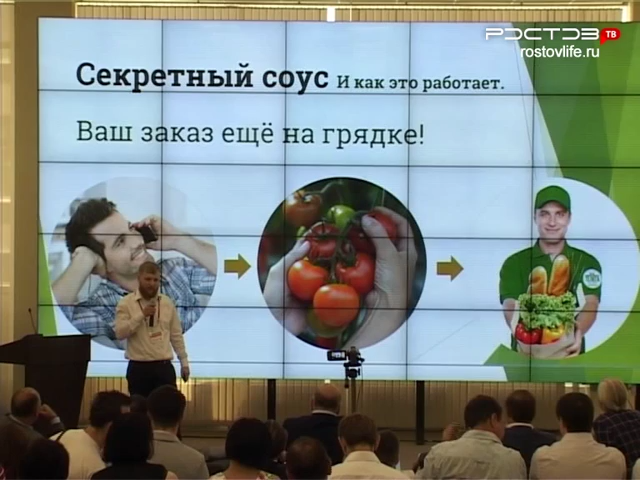 РОСТОВ ТВ
rostovlife.ru
Секретный соус И как это работает.
Ваш заказ ещё на грядке!